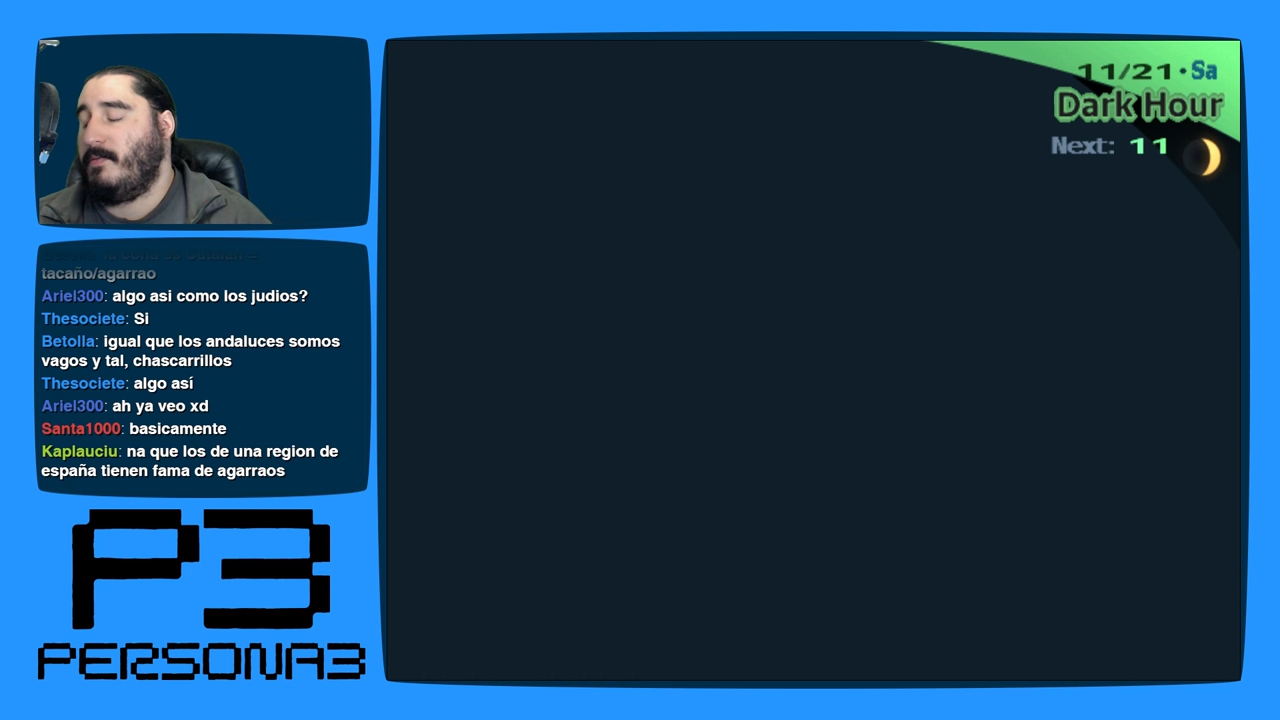 11/21•Sa
Dark Hour
Next: 11
tacaño/agarrao
Ariel300: algo asi como los judios?
Thesociete: Si
Betolla: igual que los andaluces somos
vagos y tal, chascarrillos
Thesociete: algo así
Ariel300: ah ya veo xd
Santa1000: basicamente
Kaplauciu: na que los de una region de
españa tienen fama de agarraos
P3
PERSONA3